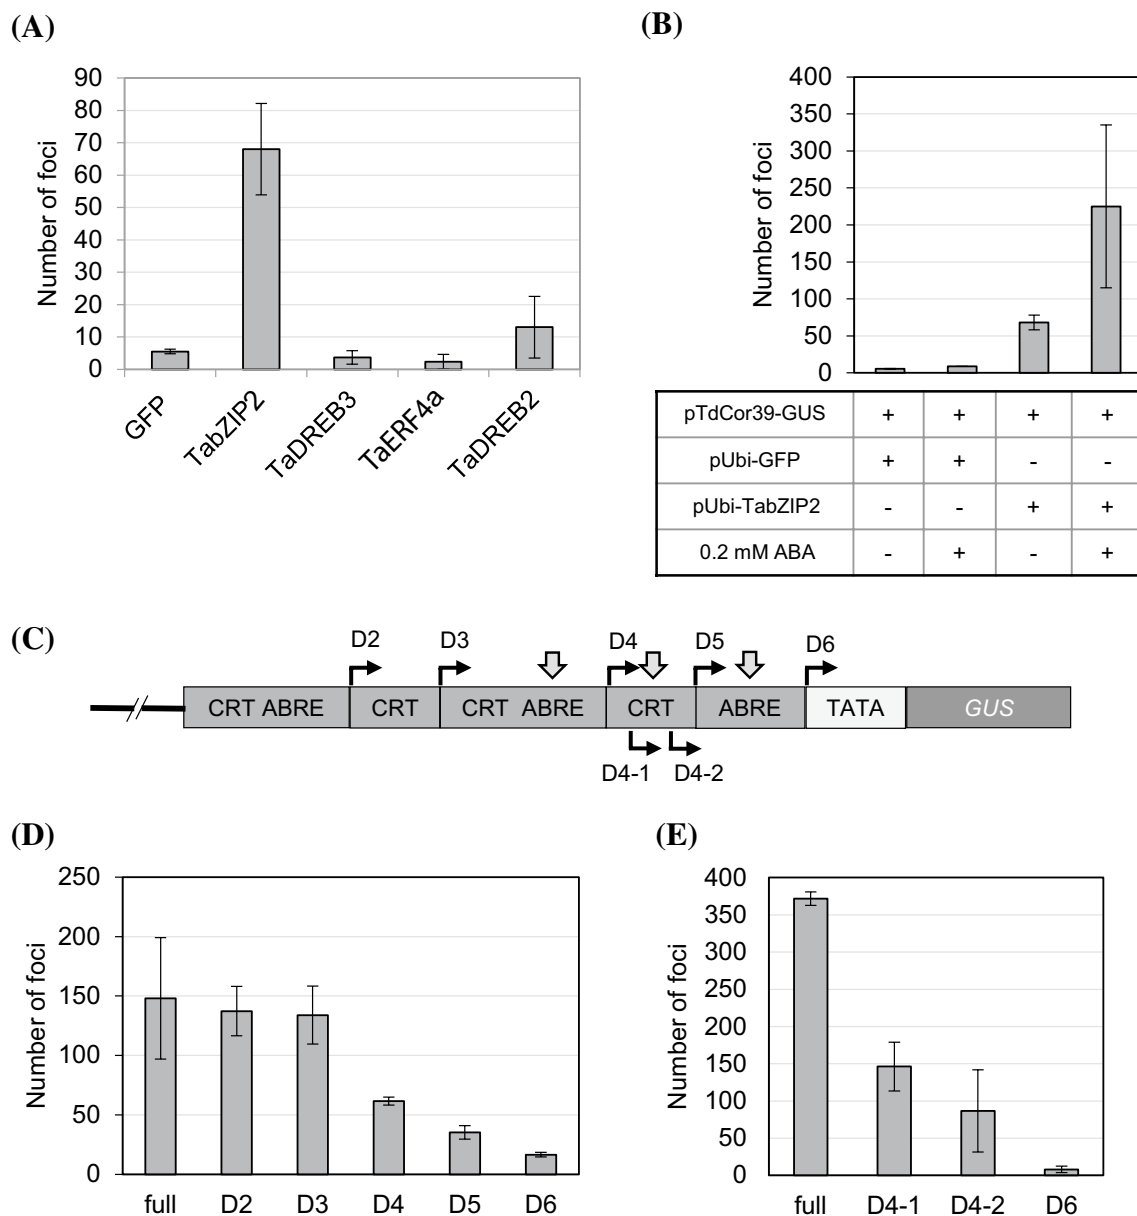 (A)
Number of foci
90
80
70
60
50
40
30
20
10
0
GFP
TabZIP2
TaDREB3
TaERF4a
TaDREB2
(B)
Number of foci
400
350
300
250
200
150
100
50
0
pTdCor39-GUS + + + +
pUbi-GFP + + - -
pUbi-TabZIP2 - - + +
0.2 mM ABA - + - +
(C)
D2 D3 D4 D5 D6
CRT ABRE CRT CRT ABRE CRT ABRE TATA GUS
D4-1 D4-2
(D)
Number of foci
250
200
150
100
50
0
full D2 D3 D4 D5 D6
(E)
Number of foci
400
350
300
250
200
150
100
50
0
full D4-1 D4-2 D6